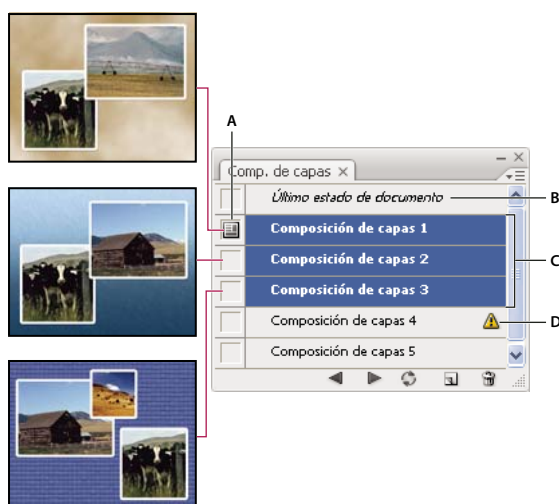 A
Comp. de capas
Último estado de documento
B
Composición de capas 1
Composición de capas 2
C
Composición de capas 3
Composición de capas 4
D
Composición de capas 5